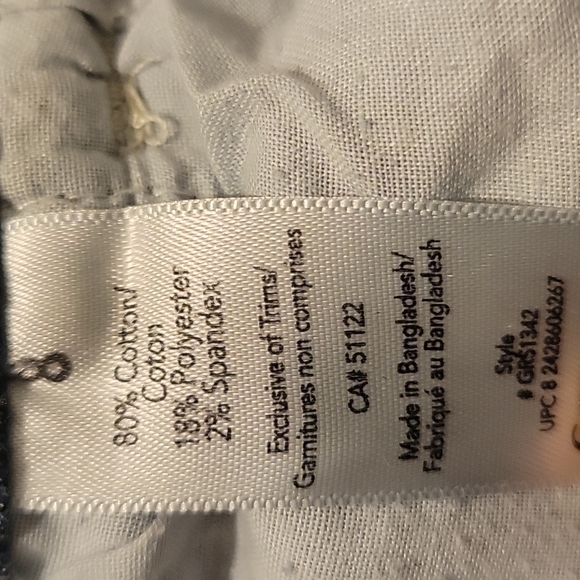 8
80% Cotton/
Coton
18% Polyester
2% Spandex
Exclusive of Trims/
Garnitures non comprises
CA# 51122
Made in Bangladesh/
Fabriqué au Bangladesh
Style
# GRS1342
UPC 8 2428606267